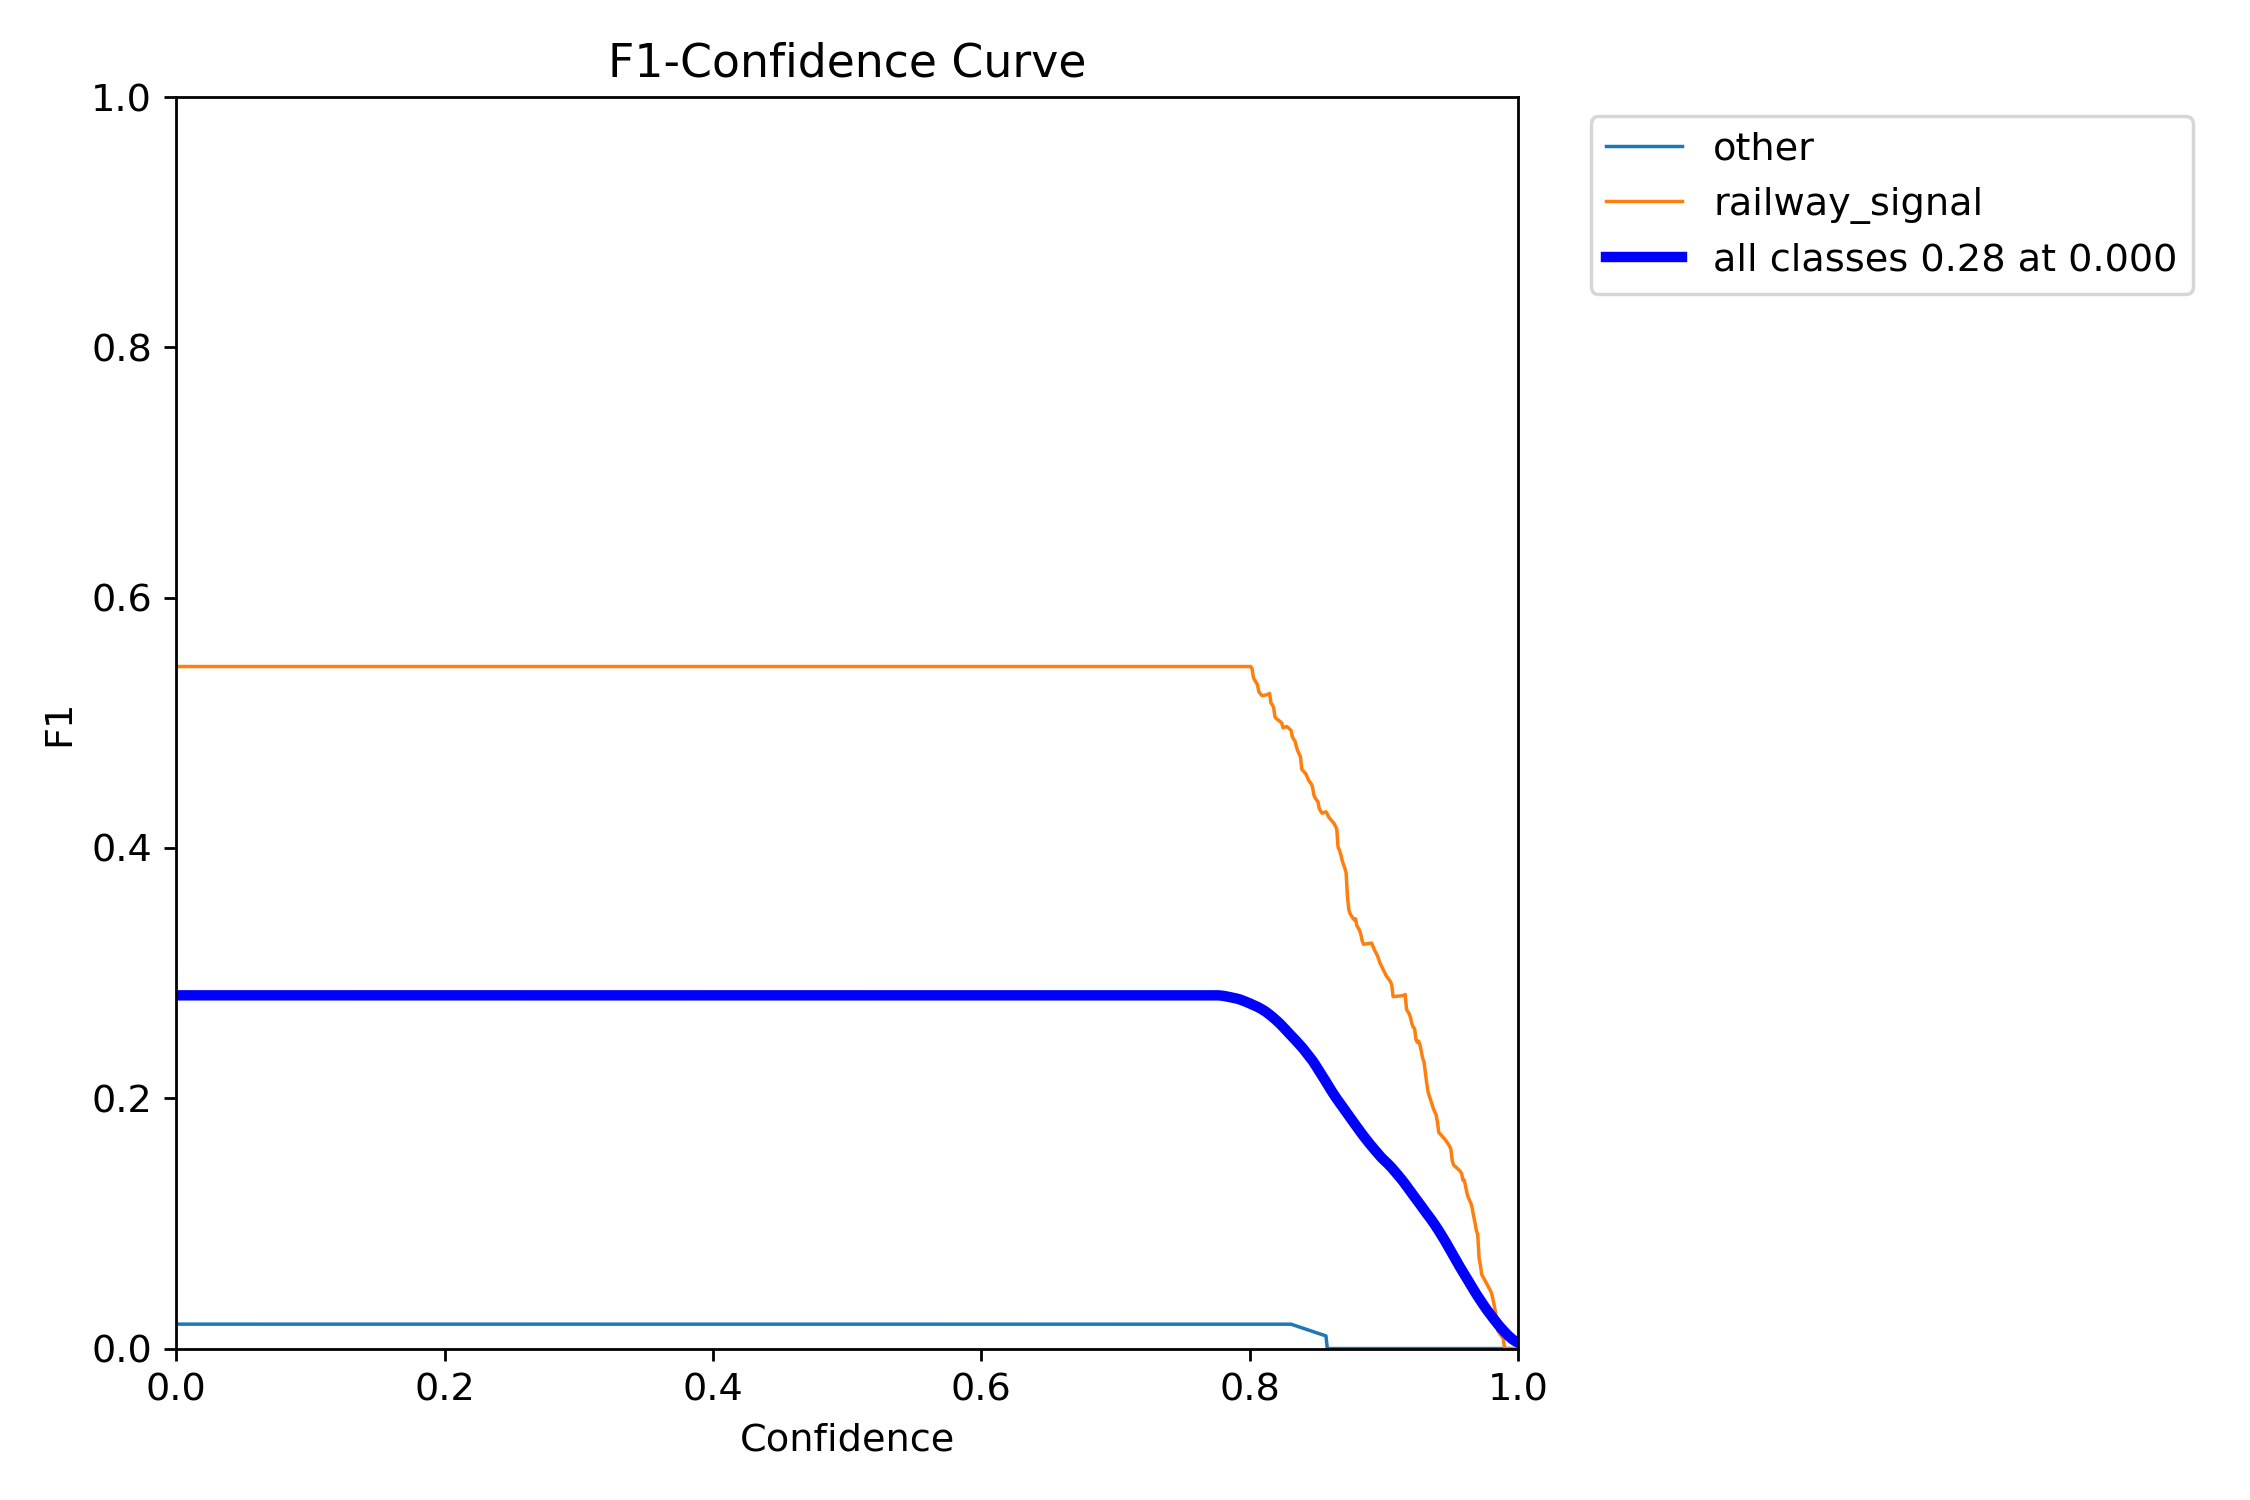 F1-Confidence Curve
1.0
0.8
0.6
0.4
0.2
0.0
F1
0.0 0.2 0.4 0.6 0.8 1.0
Confidence
other
railway_signal
all classes 0.28 at 0.000